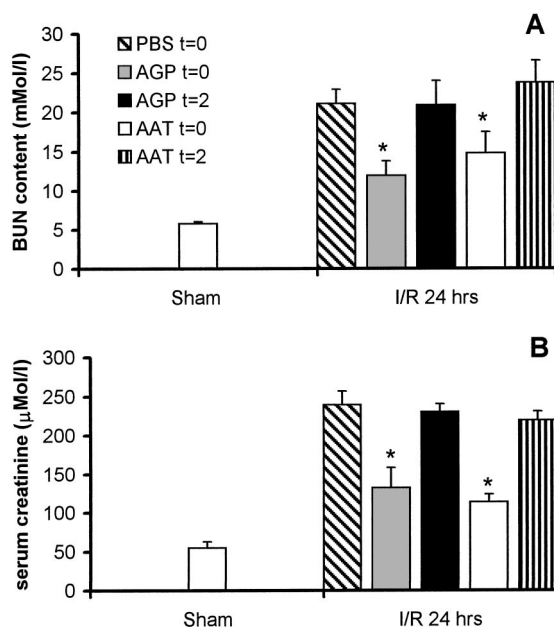 A
PBS t=0
AGP t=0
AGP t=2
AAT t=0
AAT t=2
BUN content (mMol/l)
30
25
20
15
10
5
0
*
*
Sham
I/R 24 hrs
B
serum creatinine (μMol/l)
300
250
200
150
100
50
0
*
*
Sham
I/R 24 hrs